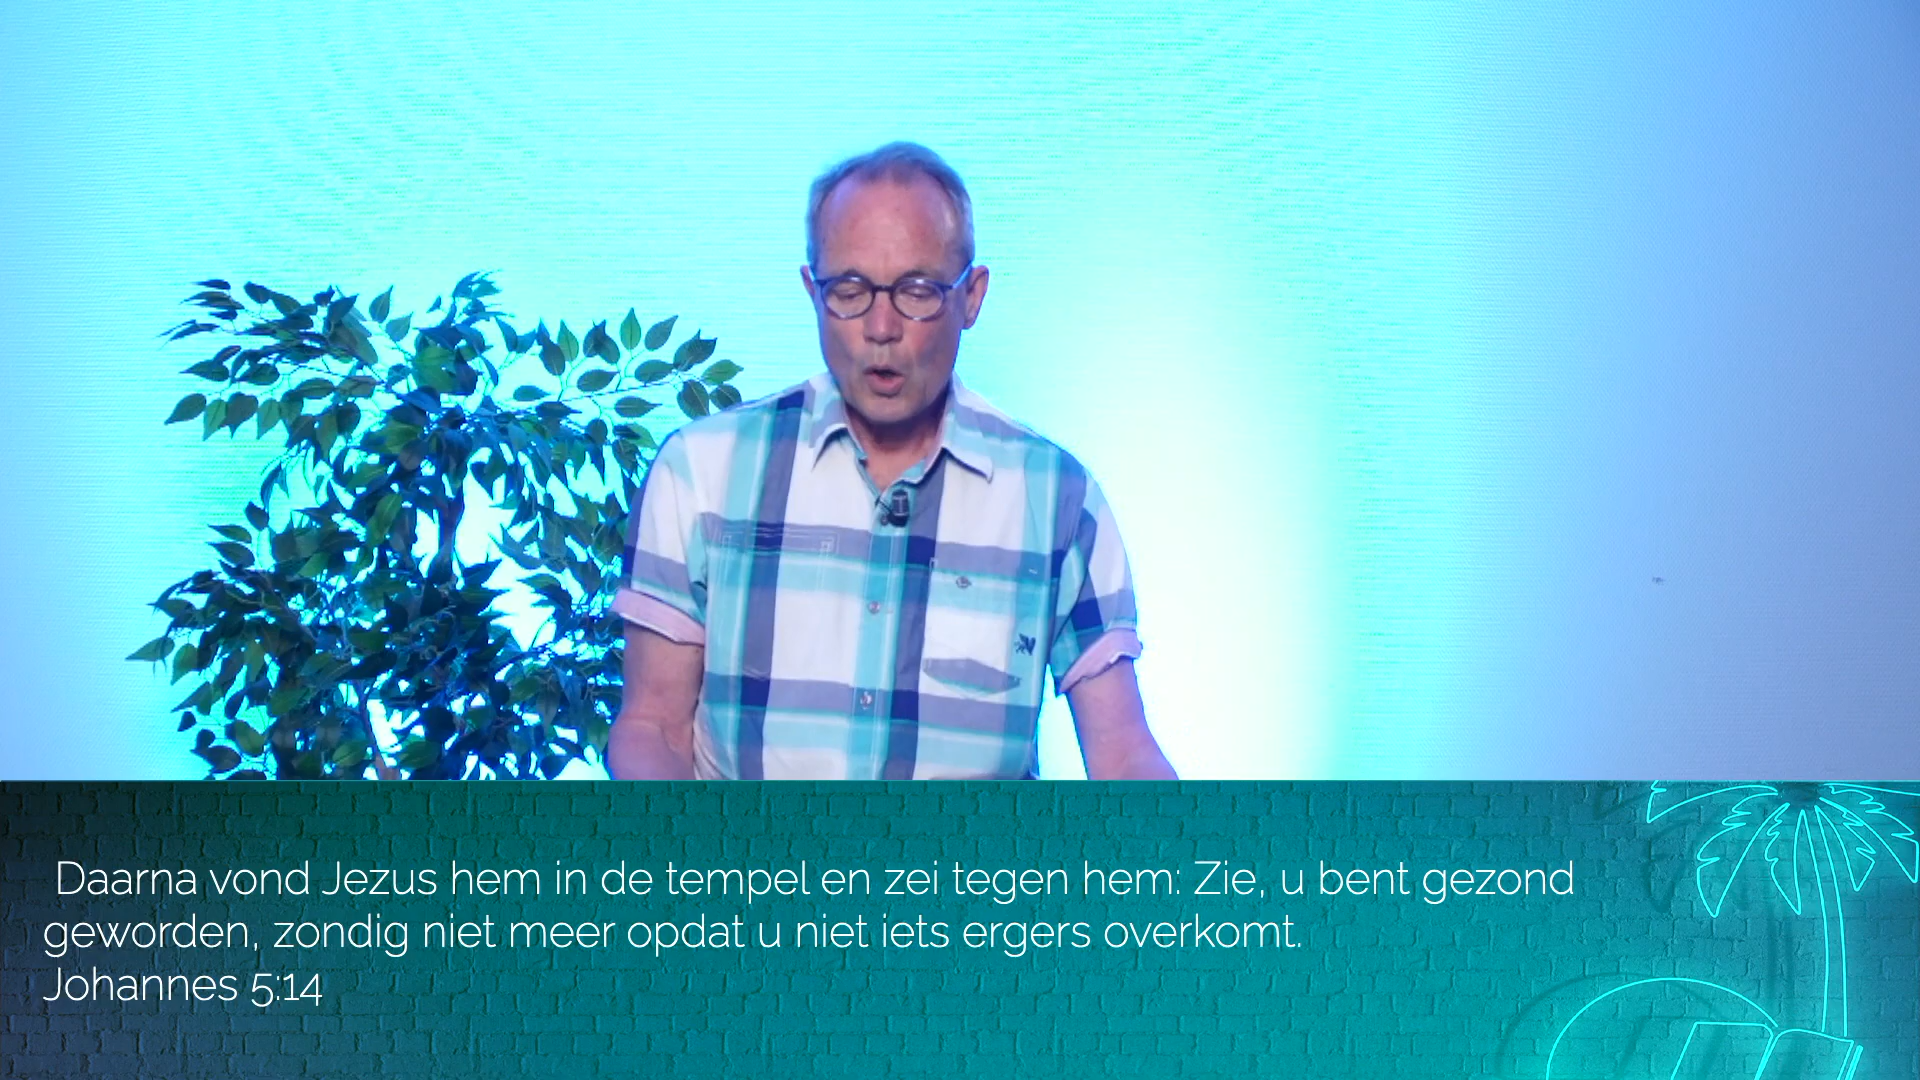 Daarna vond Jezus hem in de tempel en zei tegen hem: Zie, u bent gezond
geworden, zondig niet meer opdat u niet iets ergers overkomt.
Johannes 5:14